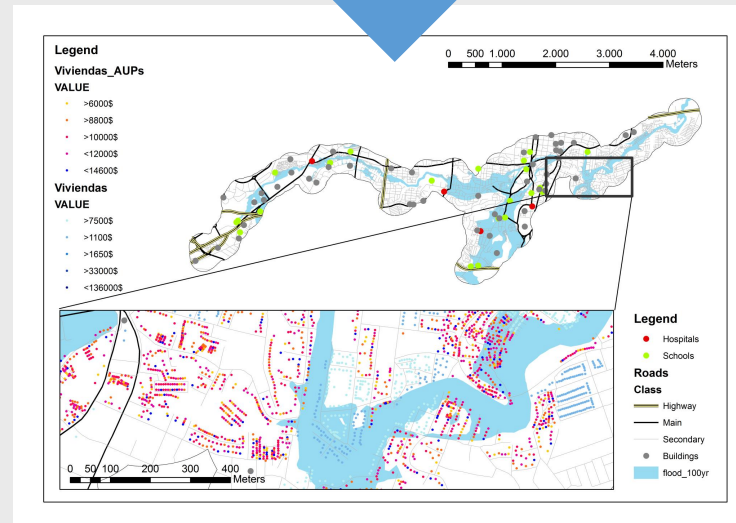 Legend
Viviendas_AUPs
VALUE
>6000$
>8800$
>10000$
<12000$
<14600$
Viviendas
VALUE
>7500$
>1100$
>1650$
>33000$
<136000$
0 500 1.000 2.000 3.000 4.000
Meters
Legend
Hospitals
Schools
Roads
Class
Highway
Main
Secondary
Buildings
flood_100yr
0 50 100 200 300 400
Meters